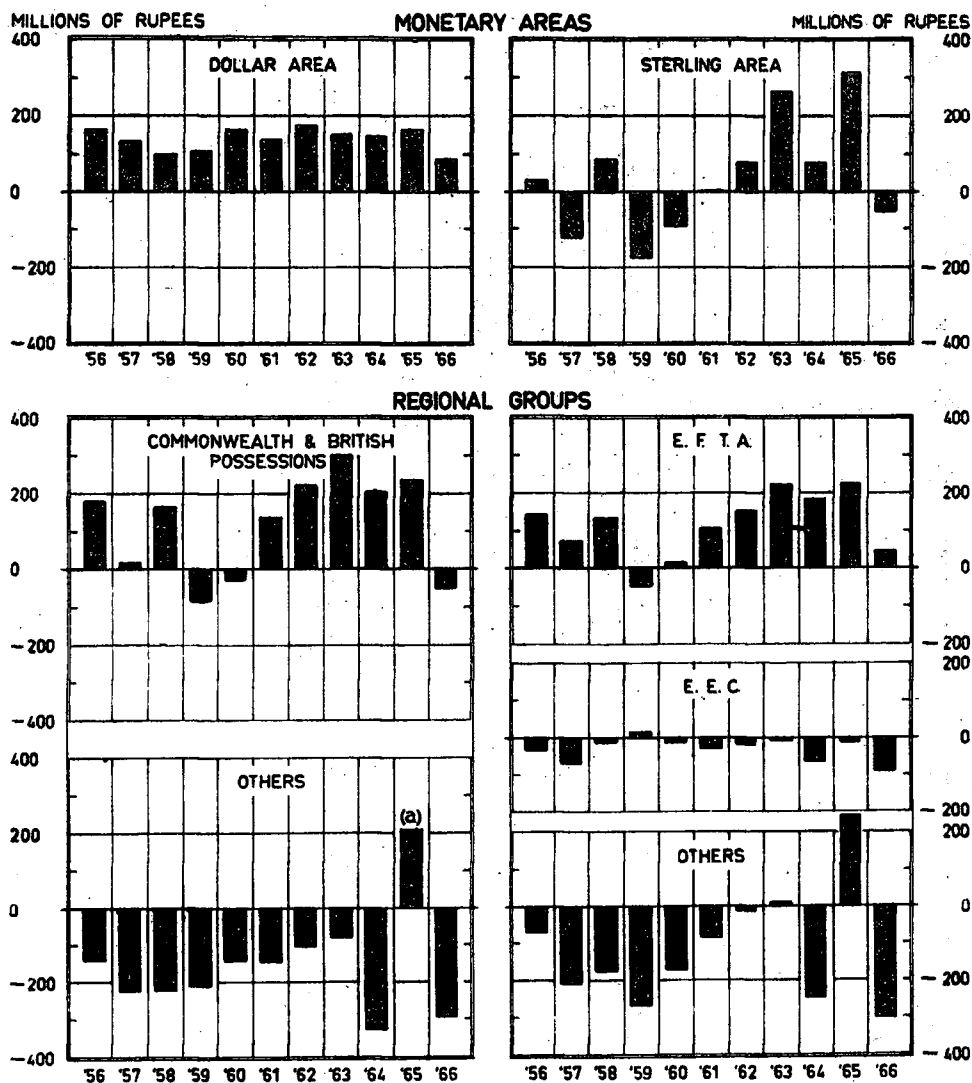 MILLIONS OF RUPEES MONETARY AREAS MILLIONS OF RUPEES
DOLLAR AREA
400
200
0
−200
−400
'56 '57 '58 '59 '60 '61 '62 '63 '64 '65 '66
STERLING AREA
400
200
0
−200
−400
'56 '57 '58 '59 '60 '61 '62 '63 '64 '65 '66
REGIONAL GROUPS
COMMONWEALTH & BRITISH
POSSESSIONS
400
200
0
−200
−400
OTHERS
(a)
400
200
0
−200
−400
'56 '57 '58 '59 '60 '61 '62 '63 '64 '65 '66
E. F. T. A.
400
200
0
−200
E. E. C.
200
0
−200
OTHERS
200
0
−200
−400
'56 '57 '58 '59 '60 '61 '62 '63 '64 '65 '66